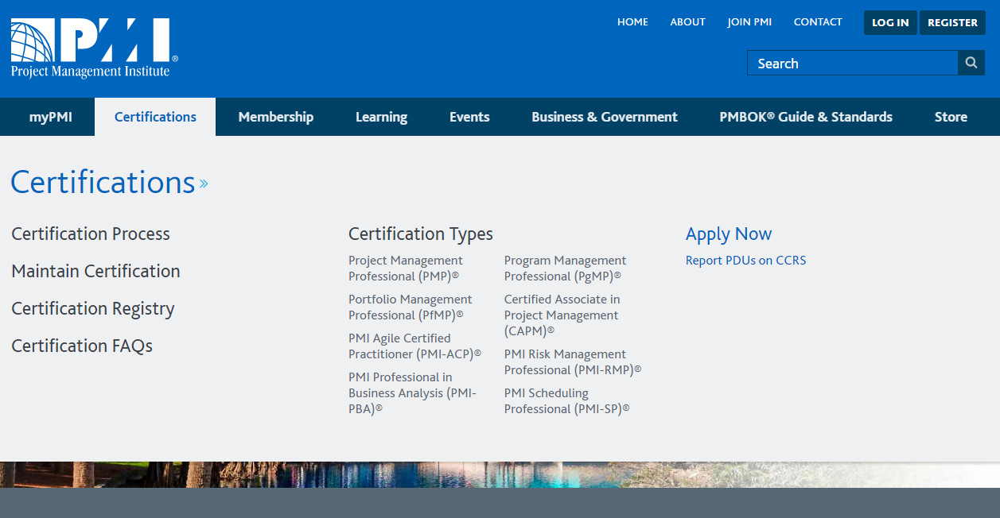 PMI®
Project Management Institute
HOME ABOUT JOIN PMI CONTACT LOG IN REGISTER
Search
myPMI Certifications Membership Learning Events Business & Government PMBOK® Guide & Standards Store
Certifications »
Certification Process
Maintain Certification
Certification Registry
Certification FAQs
Certification Types
Project Management
Professional (PMP)®
Portfolio Management
Professional (PfMP)®
PMI Agile Certified
Practitioner (PMI-ACP)®
PMI Professional in
Business Analysis (PMI-
PBA)®
Program Management
Professional (PgMP)®
Certified Associate in
Project Management
(CAPM)®
PMI Risk Management
Professional (PMI-RMP)®
PMI Scheduling
Professional (PMI-SP)®
Apply Now
Report PDUs on CCRS